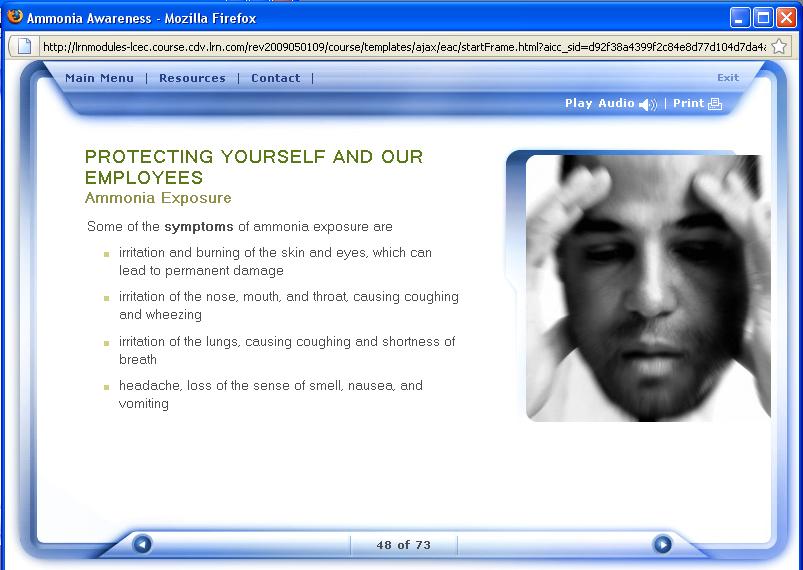 Ammonia Awareness - Mozilla Firefox
http://lrnmodules-lcec.course.cdv.lrn.com/rev2009050109/course/templates/ajax/eac/startFrame.html?aicc_sid=d92f38a4399f2c84e8d77d104d7da4a
Main Menu | Resources | Contact |
Exit
Play Audio | Print
PROTECTING YOURSELF AND OUR
EMPLOYEES
Ammonia Exposure
Some of the symptoms of ammonia exposure are
irritation and burning of the skin and eyes, which can
lead to permanent damage
irritation of the nose, mouth, and throat, causing coughing
and wheezing
irritation of the lungs, causing coughing and shortness of
breath
headache, loss of the sense of smell, nausea, and
vomiting
48 of 73